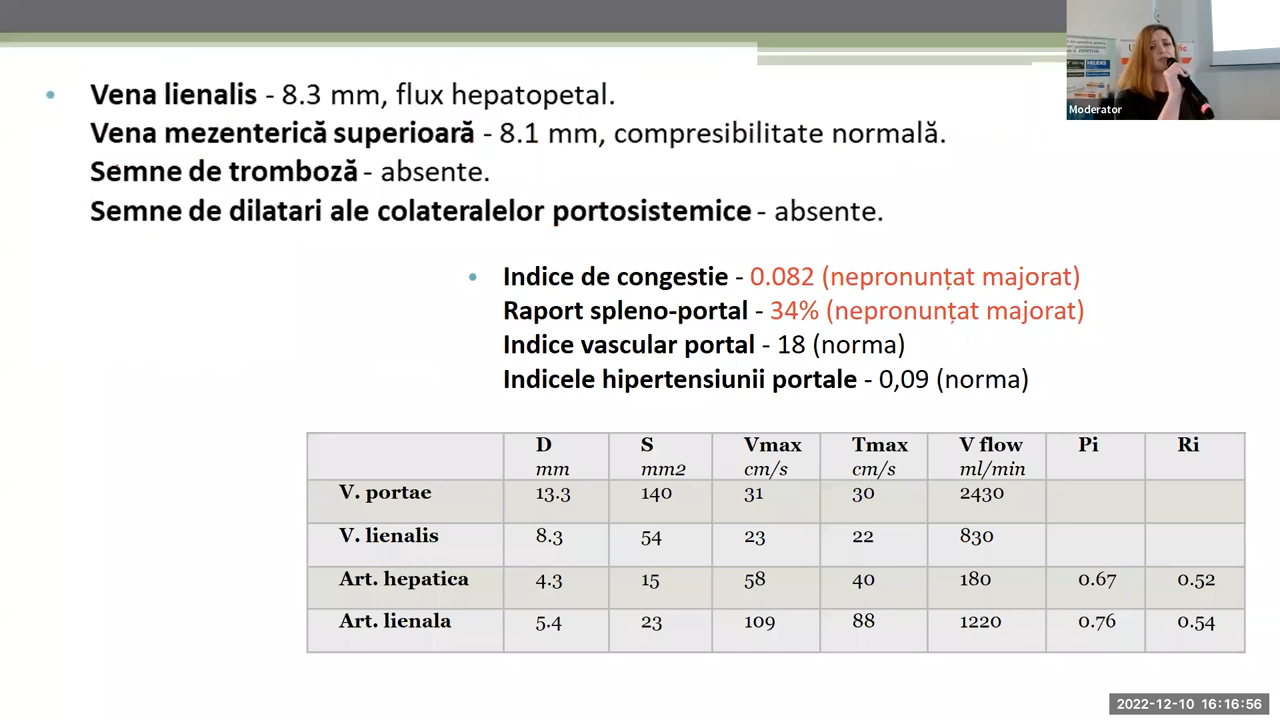 Vena lienalis - 8.3 mm, flux hepatopetal.
Vena mezenterică superioară - 8.1 mm, compresibilitate normală.
Semne de tromboză - absente.
Semne de dilatari ale colateralelor portosistemice - absente.
Indice de congestie - 0.082 (nepronunțat majorat)
Raport spleno-portal - 34% (nepronunțat majorat)
Indice vascular portal - 18 (norma)
Indicele hipertensiunii portale - 0,09 (norma)
D S Vmax Tmax V flow Pi Ri
mm mm2 cm/s cm/s ml/min
V. portae 13.3 140 31 30 2430
V. lienalis 8.3 54 23 22 830
Art. hepatica 4.3 15 58 40 180 0.67 0.52
Art. lienala 5.4 23 109 88 1220 0.76 0.54
Moderator
2022-12-10 16:16:56